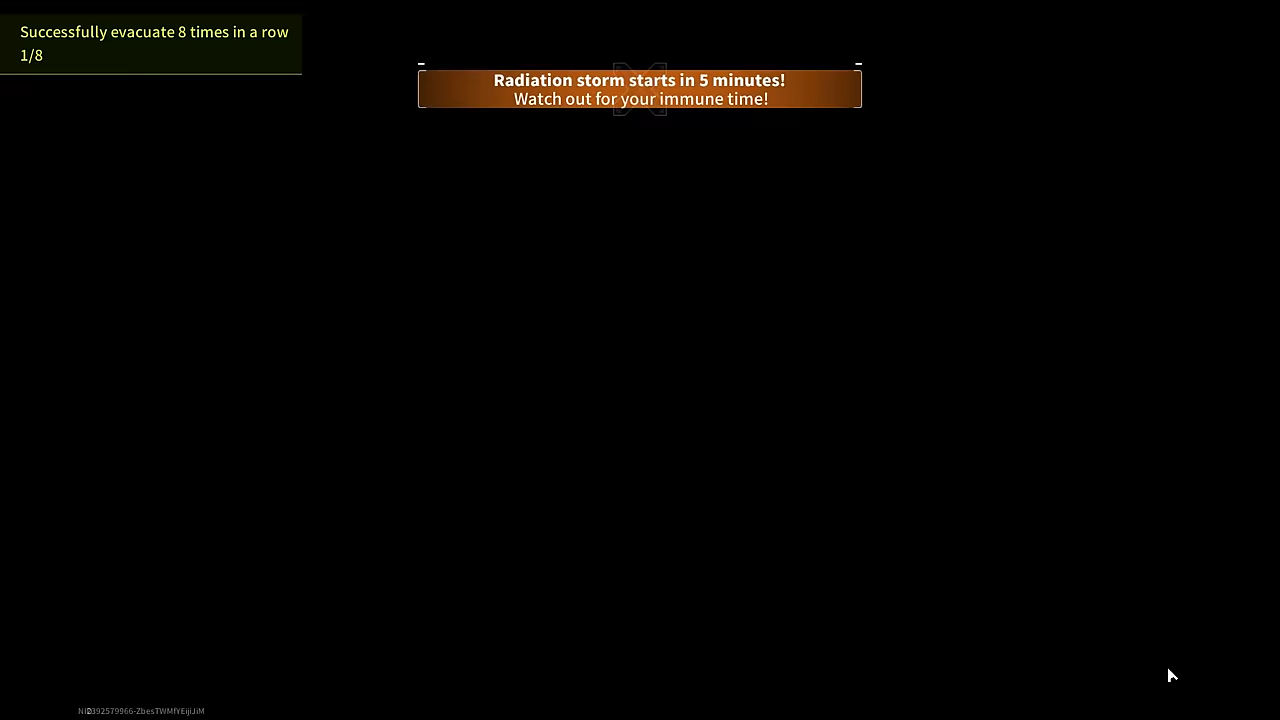 Successfully evacuate 8 times in a row
1/8
Radiation storm starts in 5 minutes!
Watch out for your immune time!